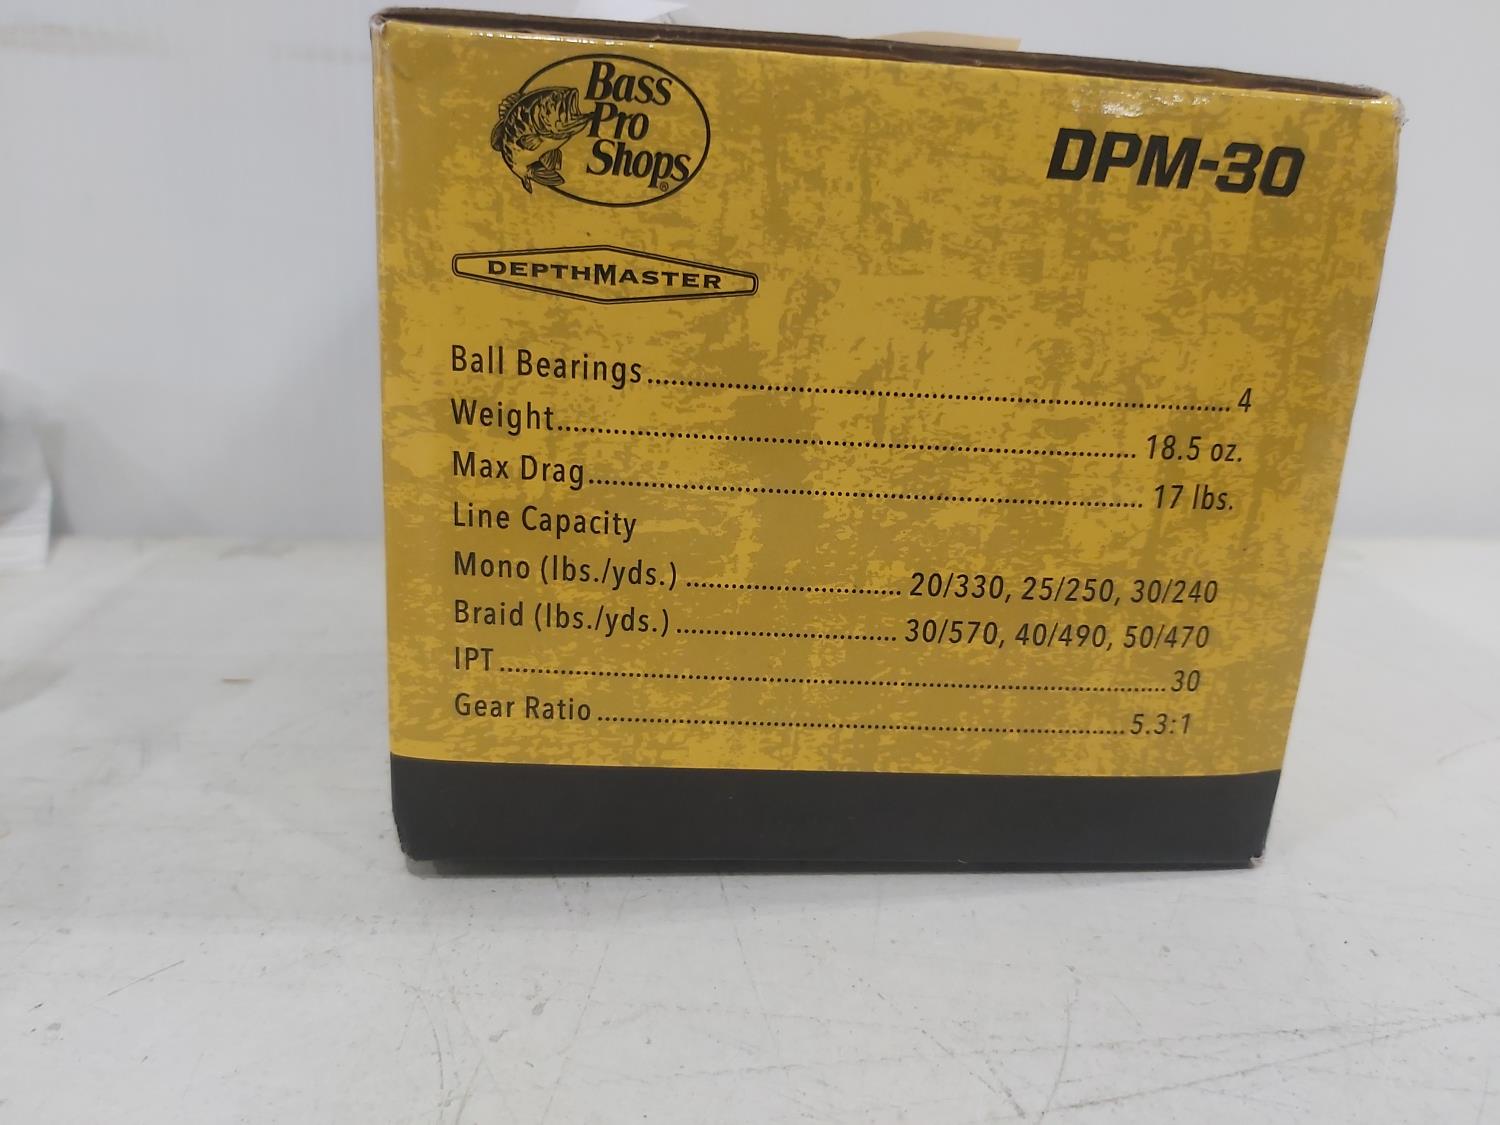 Bass
Pro
Shops®
DPM-30
DEPTHMASTER
Ball Bearings........................................4
Weight........................................18.5 oz.
Max Drag........................................17 lbs.
Line Capacity
Mono (lbs./yds.)....................20/330, 25/250, 30/240
Braid (lbs./yds.)....................30/570, 40/490, 50/470
IPT........................................30
Gear Ratio........................................5.3:1